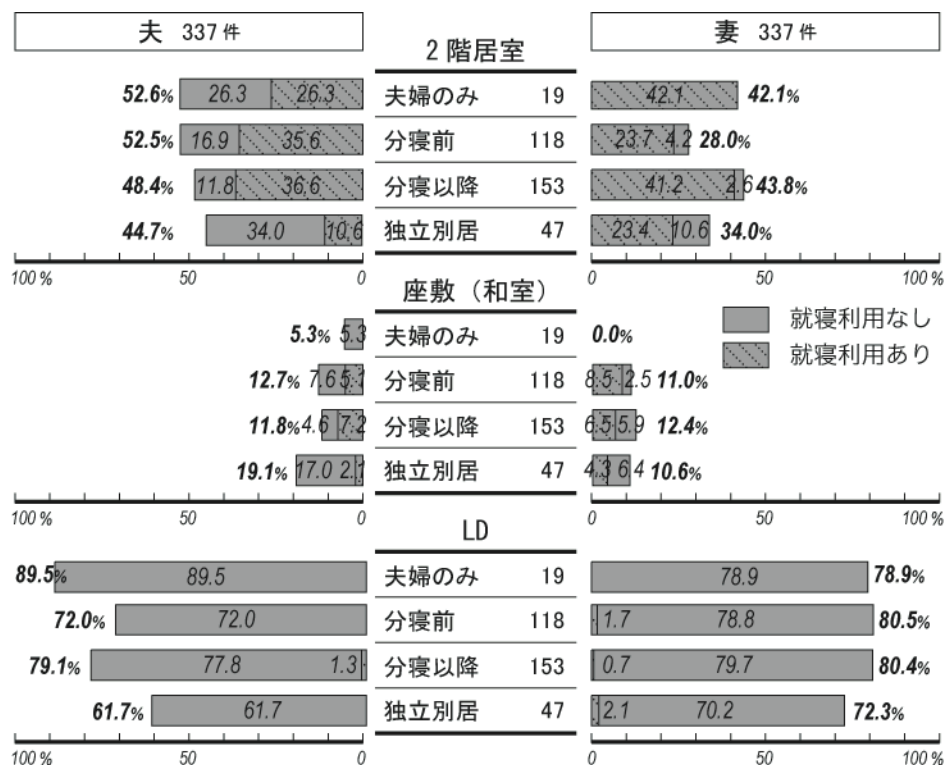 夫 337 件
妻 337 件
2 階居室
52.6% 26.3 26.3 夫婦のみ 19 42.1 42.1%
52.5% 16.9 35.6 分寝前 118 23.7 4.2 28.0%
48.4% 11.8 36.6 分寝以降 153 41.2 2.6 43.8%
44.7% 34.0 10.6 独立別居 47 23.4 10.6 34.0%
100 % 50 0 0 50 100 %
座敷（和室）
5.3% 5.3 夫婦のみ 19 0.0%
就寝利用なし
就寝利用あり
12.7% 7.6 5.1 分寝前 118 8.5 2.5 11.0%
11.8% 4.6 7.2 分寝以降 153 6.5 5.9 12.4%
19.1% 17.0 2.1 独立別居 47 4.3 6 4 10.6%
100 % 50 0 0 50 100 %
LD
89.5% 89.5 夫婦のみ 19 78.9 78.9%
72.0% 72.0 分寝前 118 1.7 78.8 80.5%
79.1% 77.8 1.3 分寝以降 153 0.7 79.7 80.4%
61.7% 61.7 独立別居 47 2.1 70.2 72.3%
100 % 50 0 0 50 100 %